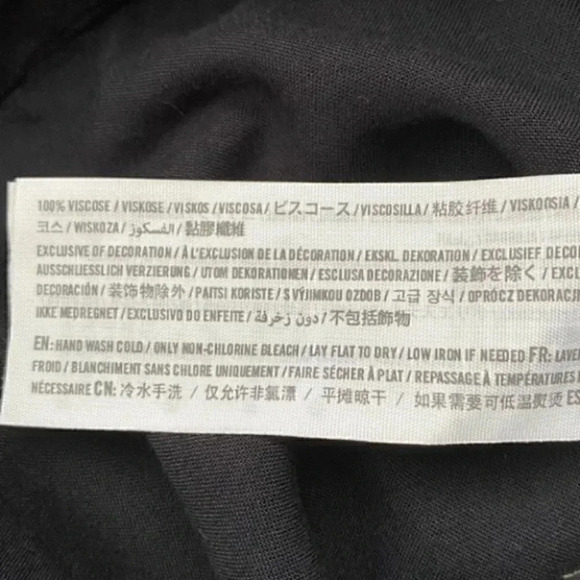 100% VISCOSE / VISKOSE / VISKOS / VISCOSA / ビスコース / VISCOSILLA / 粘胶纤维 / VISKOOSIA /
코스 / WISKOZA / الفسكوز / 黏膠纖維
EXCLUSIVE OF DECORATION / À L'EXCLUSION DE LA DÉCORATION / EKSKL. DEKORATION / EXCLUSIEF DECO
AUSSCHLIESSLICH VERZIERUNG / UTOM DEKORATIONEN / ESCLUSA DECORAZIONE / 装飾を除く / EXCL
DECORACIÓN / 装饰物除外 / PAITSI KORISTE / S VÝJIMKOU OZDOB / 고급 장식 / OPRÓCZ DEKORACJI
IKKE MEDREGNET / EXCLUSIVO DO ENFEITE / دون زخرفة / 不包括飾物
EN: HAND WASH COLD / ONLY NON-CHLORINE BLEACH / LAY FLAT TO DRY / LOW IRON IF NEEDED FR: LAVER
FROID / BLANCHIMENT SANS CHLORE UNIQUEMENT / FAIRE SÉCHER À PLAT / REPASSAGE À TEMPÉRATURES
NÉCESSAIRE CN: 冷水手洗 / 仅允许非氯漂 / 平摊晾干 / 如果需要可低温熨烫 ES